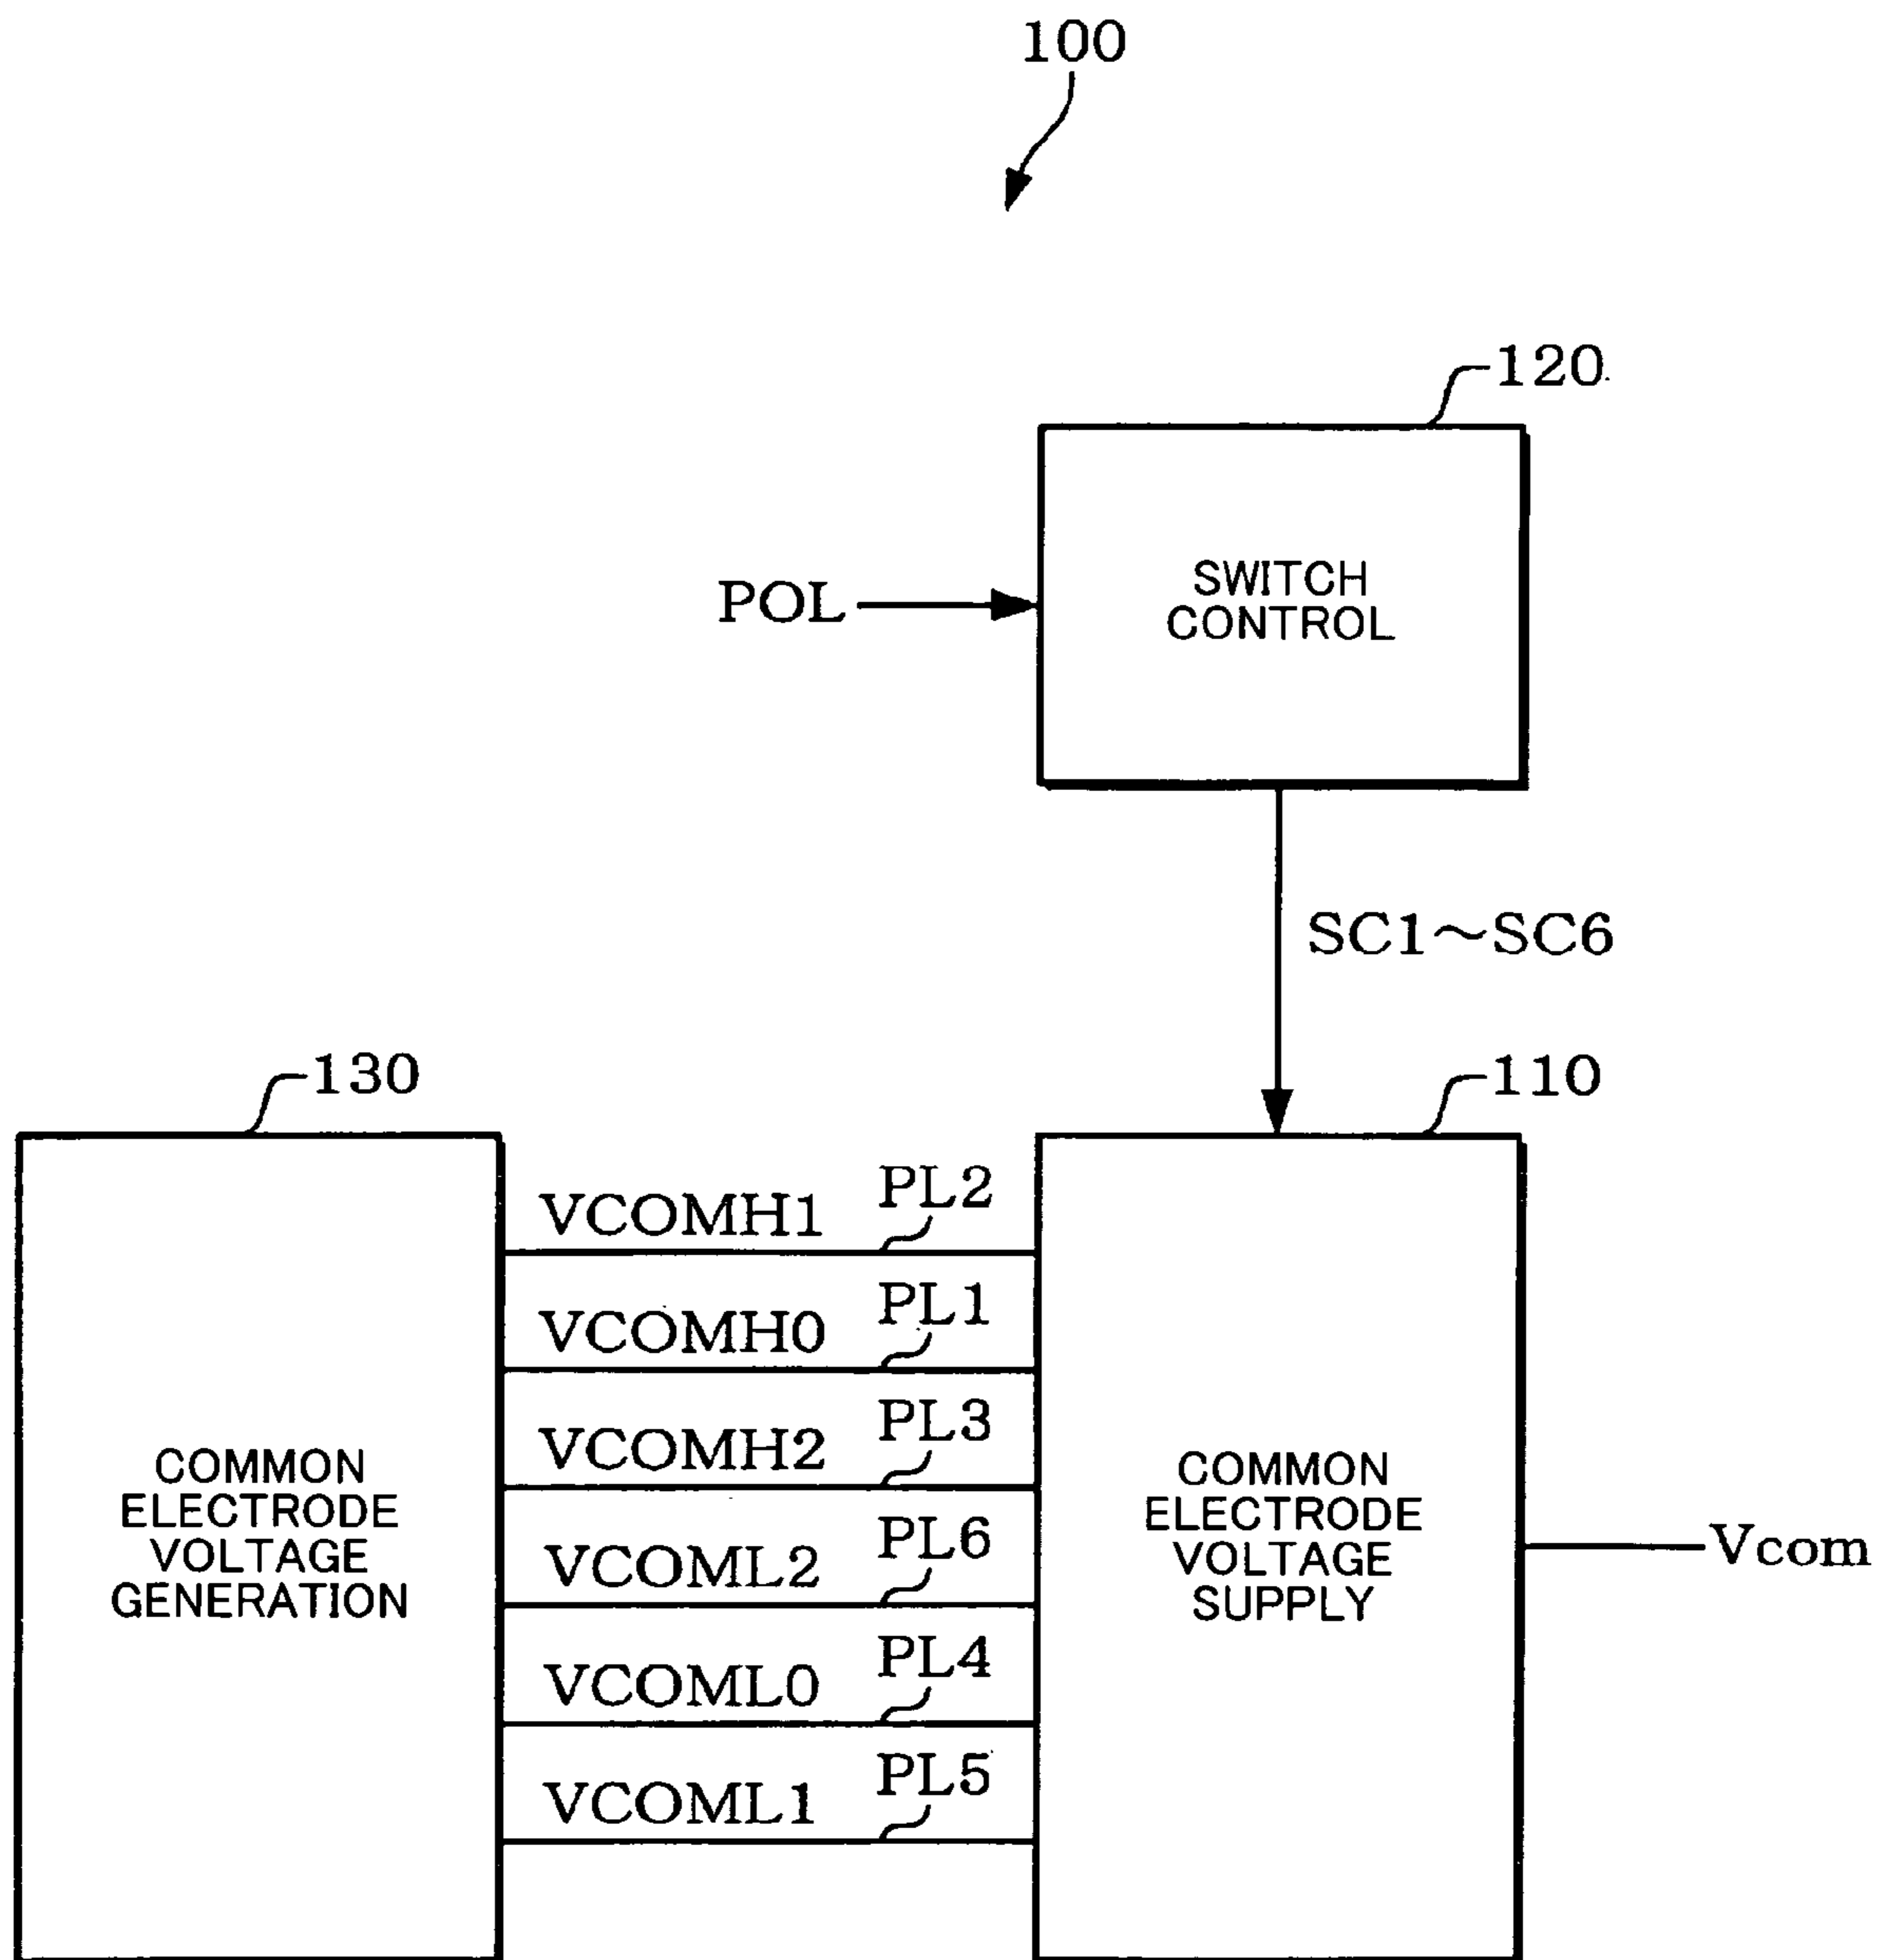 100
120
POL
SWITCH
CONTROL
SC1～SC6
130
110
VCOMH1 PL2
VCOMH0 PL1
VCOMH2 PL3
VCOML2 PL6
VCOML0 PL4
VCOML1 PL5
COMMON
ELECTRODE
VOLTAGE
GENERATION
COMMON
ELECTRODE
VOLTAGE
SUPPLY
Vcom